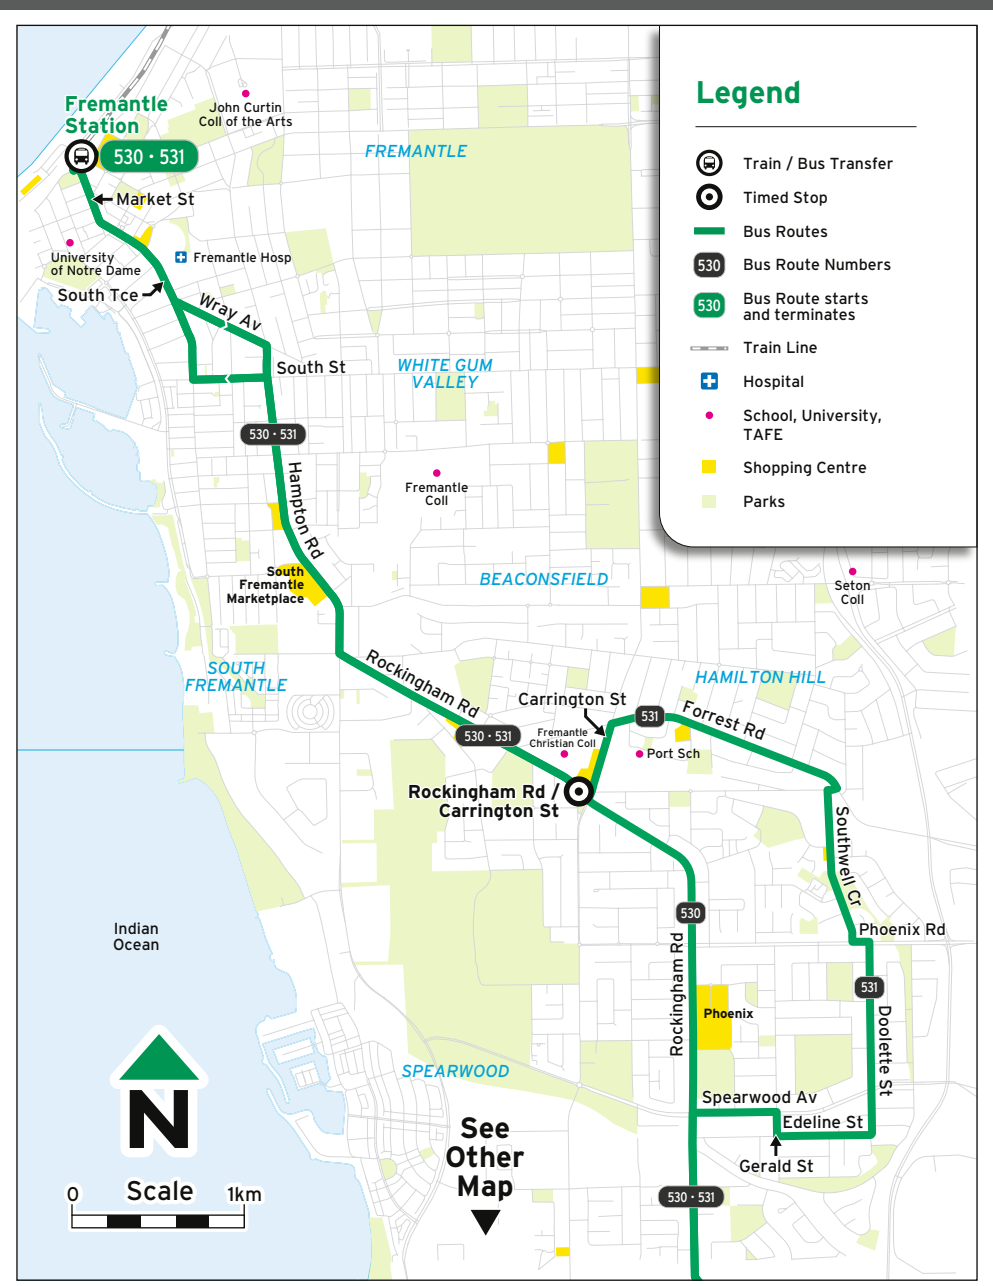 Fremantle
Station
530 · 531
Market St
John Curtin
Coll of the Arts
FREMANTLE
University
of Notre Dame
Fremantle Hosp
South Tce
Wray Av
South St
WHITE GUM
VALLEY
530 · 531
Hampton Rd
Fremantle
Coll
South
Fremantle
Marketplace
BEACONSFIELD
Seton
Coll
SOUTH
FREMANTLE
Rockingham Rd
HAMILTON HILL
Carrington St
531
Forrest Rd
530 · 531
Fremantle
Christian Coll
Port Sch
Rockingham Rd /
Carrington St
Southwell Cr
530
Phoenix Rd
Indian
Ocean
Rockingham Rd
531
Phoenix
Doolette St
SPEARWOOD
Spearwood Av
Edeline St
Gerald St
See
Other
Map
N
0
Scale
1km
530 · 531
Legend
Train / Bus Transfer
Timed Stop
Bus Routes
530
Bus Route Numbers
530
Bus Route starts
and terminates
Train Line
Hospital
School, University,
TAFE
Shopping Centre
Parks